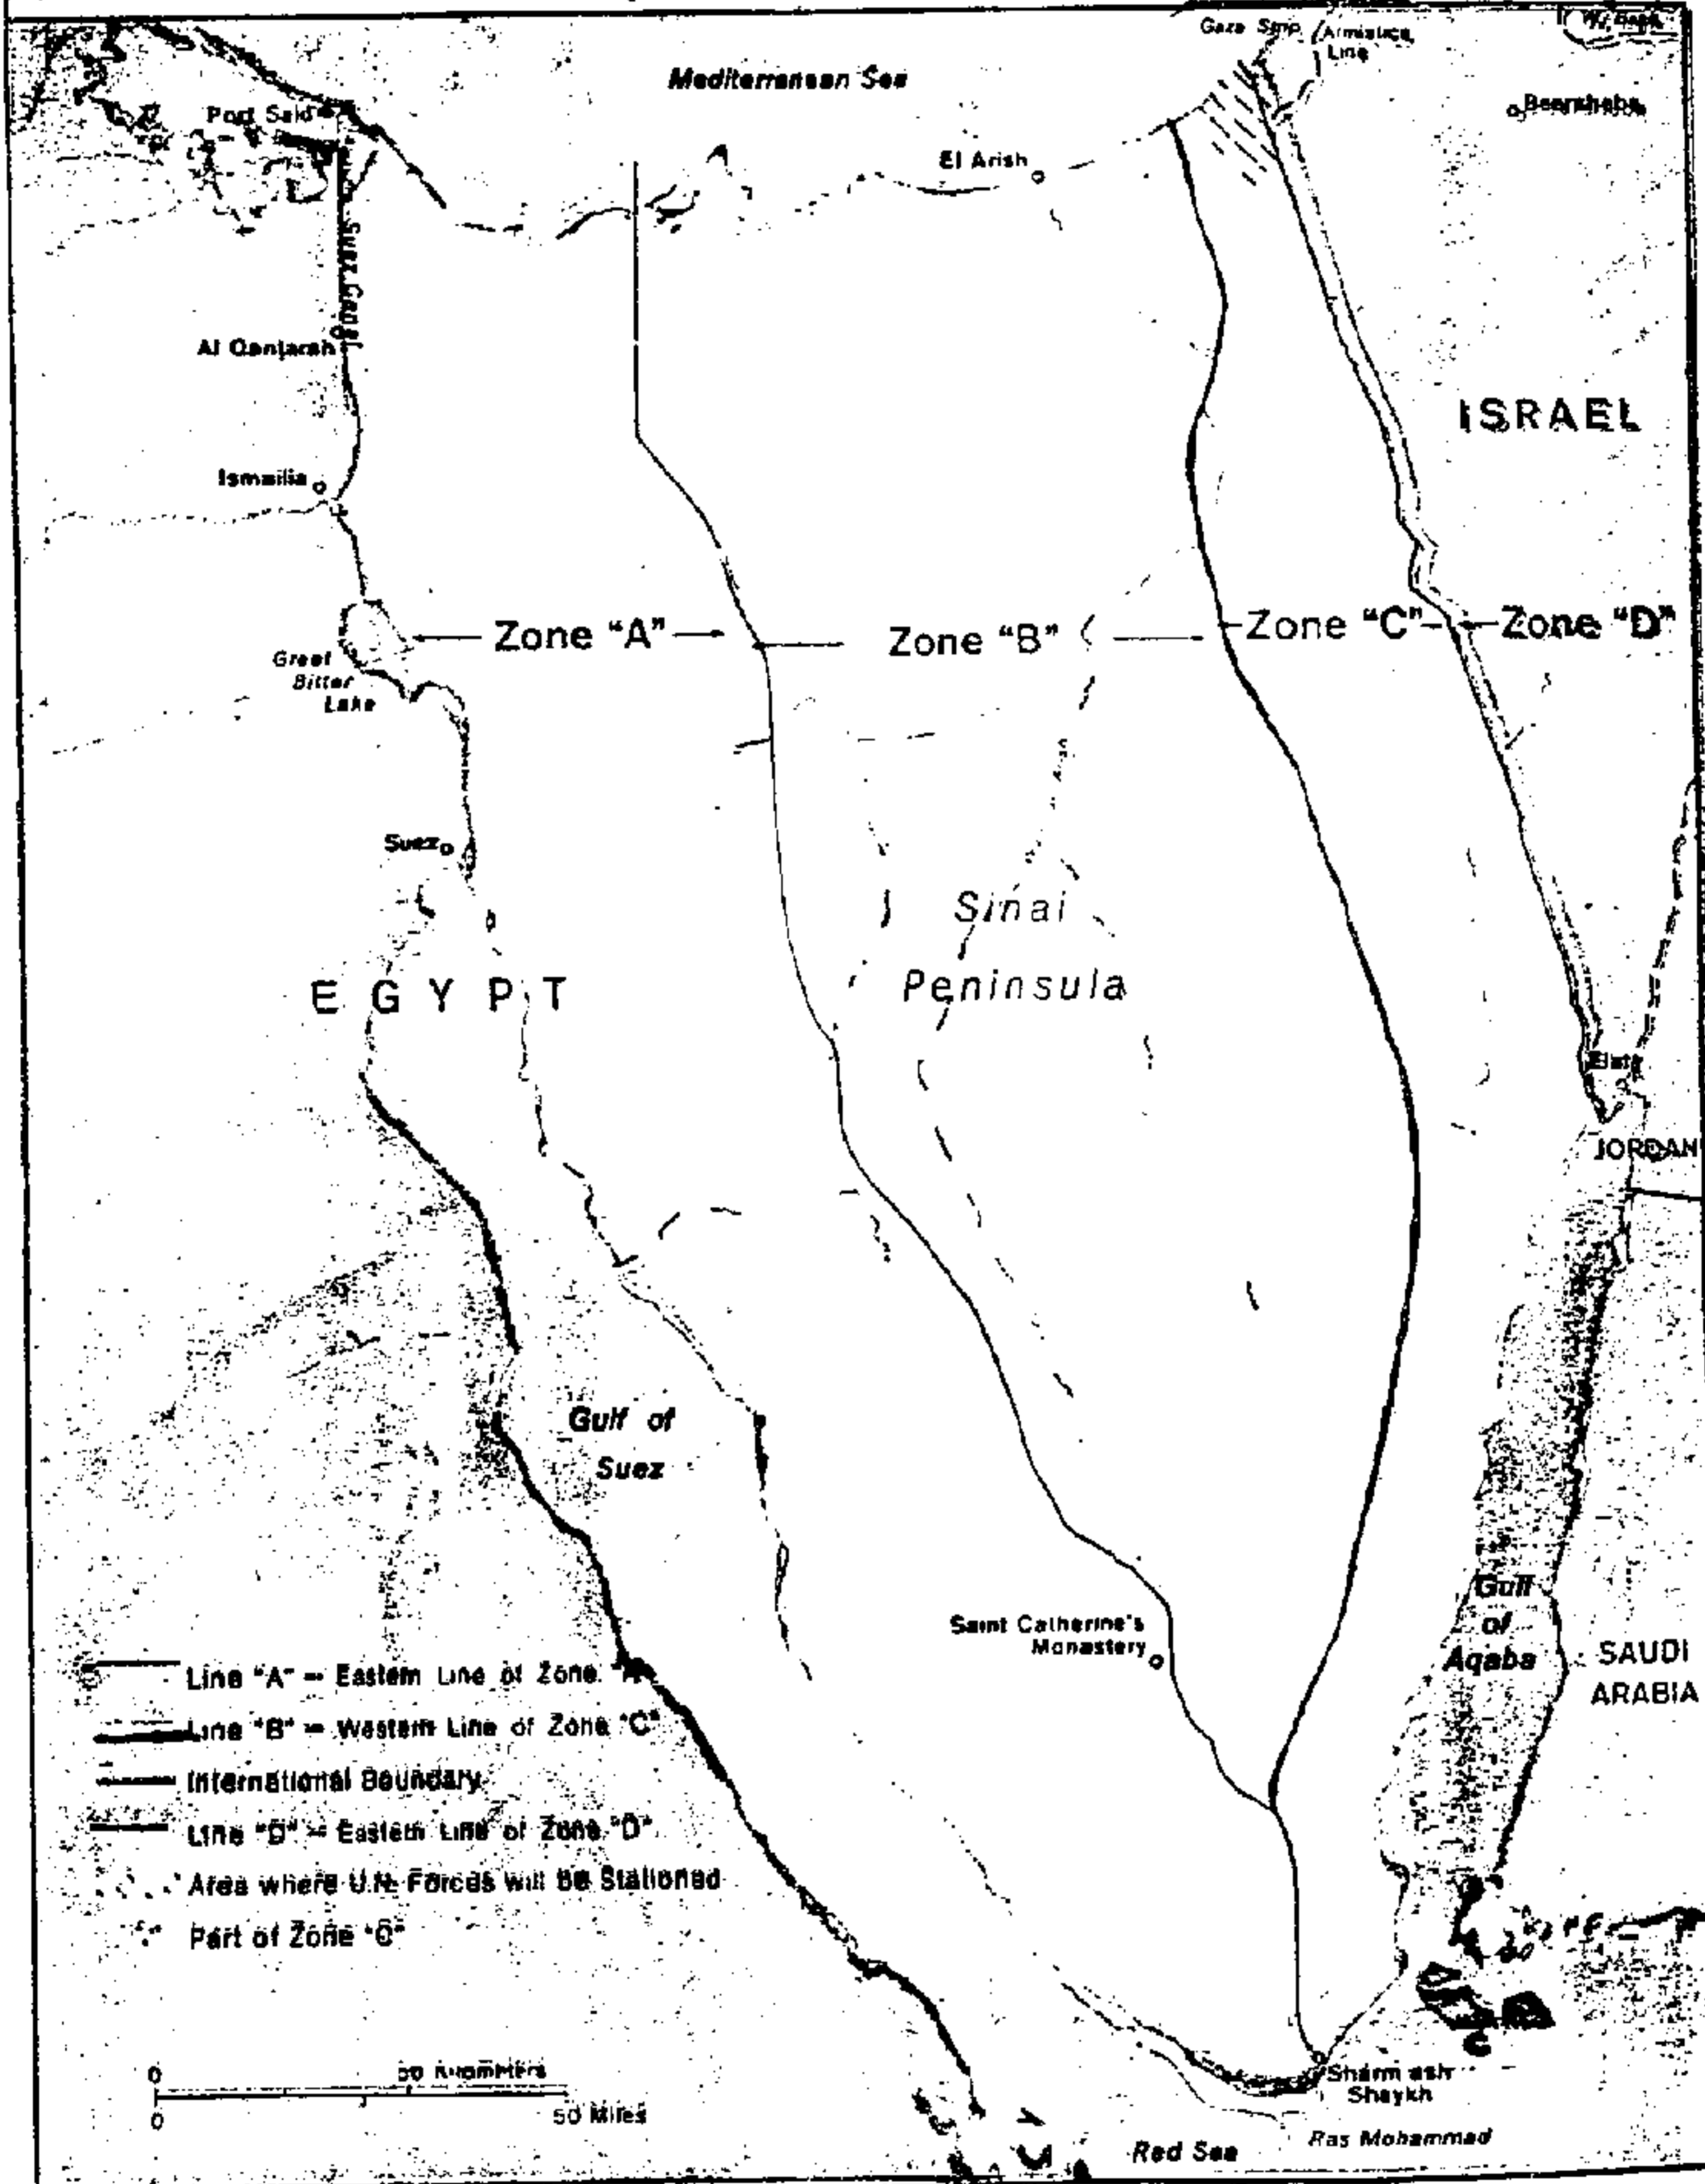 Gaza Strip
Armistice
Line
W. Bank
Mediterranean Sea
Port Said
Beersheba
El Arish
Suez Canal
Al Qantarah
ISRAEL
Ismailia
Zone "A"
Zone "B"
Zone "C"
Zone "D"
Great
Bitter
Lake
Suez
Sinai
Peninsula
EGYPT
Elat
JORDAN
Gulf of
Suez
Gulf
of
Aqaba
Saint Catherine's
Monastery
SAUDI
ARABIA
Line "A" – Eastern Line of Zone "A"
Line "B" – Western Line of Zone "C"
International Boundary
Line "D" – Eastern Line of Zone "D"
Area where U.N. Forces will be Stationed
Part of Zone "C"
0 50 Kilometers
0 50 Miles
Sharm ash
Shaykh
Ras Mohammad
Red Sea